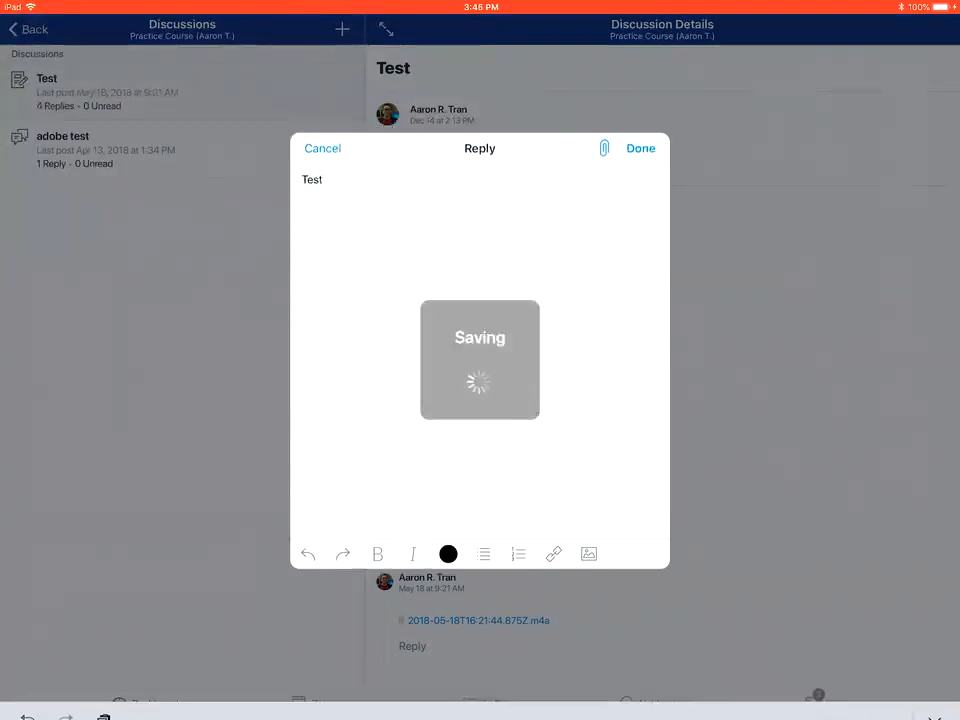 iPad
3:45 PM
100%
Back
Discussions
Practice Course (Aaron T.)
Discussion Details
Practice Course (Aaron T.)
Discussions
Test
Last post May 18, 2018 at 9:21 AM
4 Replies • 0 Unread
adobe test
Last post Apr 13, 2018 at 1:34 PM
1 Reply • 0 Unread
Test
Aaron R. Tran
Dec 14 at 2:13 PM
Cancel
Reply
Done
Test
Saving
B
I
Aaron R. Tran
May 18 at 9:21 AM
2018-05-18T16:21:44.875Z.m4a
Reply